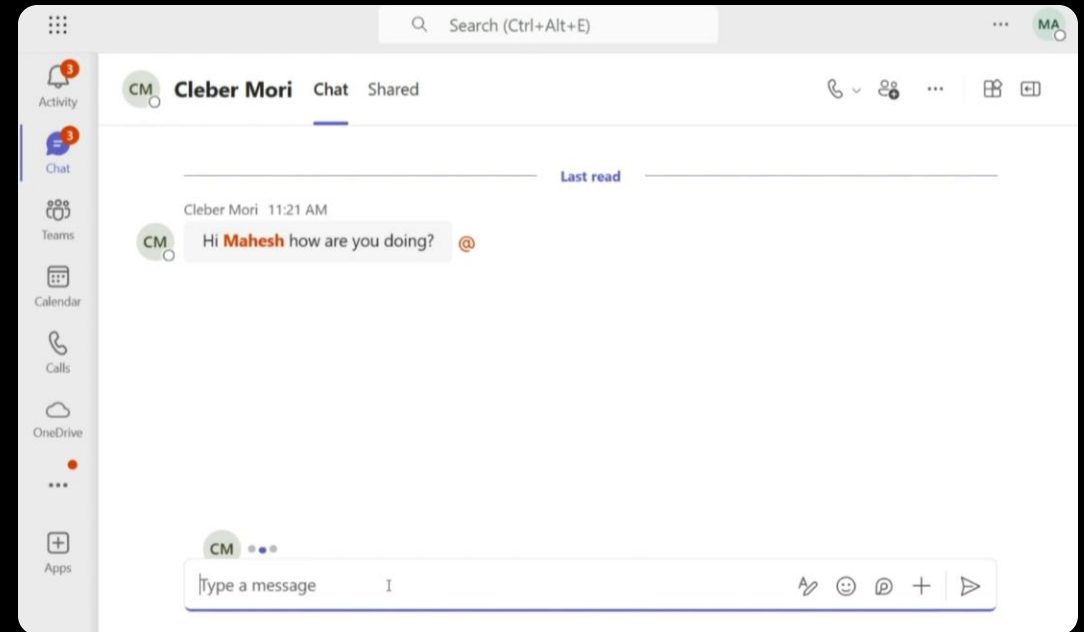 Search (Ctrl+Alt+E)
MA
3
Activity
3
Chat
Teams
Calendar
Calls
OneDrive
Apps
CM Cleber Mori Chat Shared
Last read
Cleber Mori 11:21 AM
CM Hi Mahesh how are you doing? @
CM
Type a message